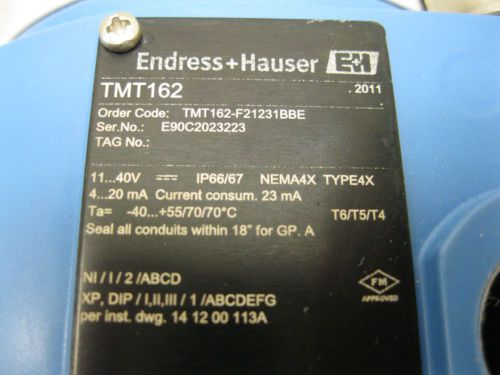 Endress+Hauser E+H
TMT162 . 2011
Order Code: TMT162-F21231BBE
Ser.No.: E90C2023223
TAG No.:
11...40V IP66/67 NEMA4X TYPE4X
4...20 mA Current consum. 23 mA
Ta= -40...+55/70/70°C T6/T5/T4
Seal all conduits within 18" for GP. A
NI / I / 2 /ABCD
XP, DIP / I,II,III / 1 /ABCDEFG
per inst. dwg. 14 12 00 113A
FM
APPROVED